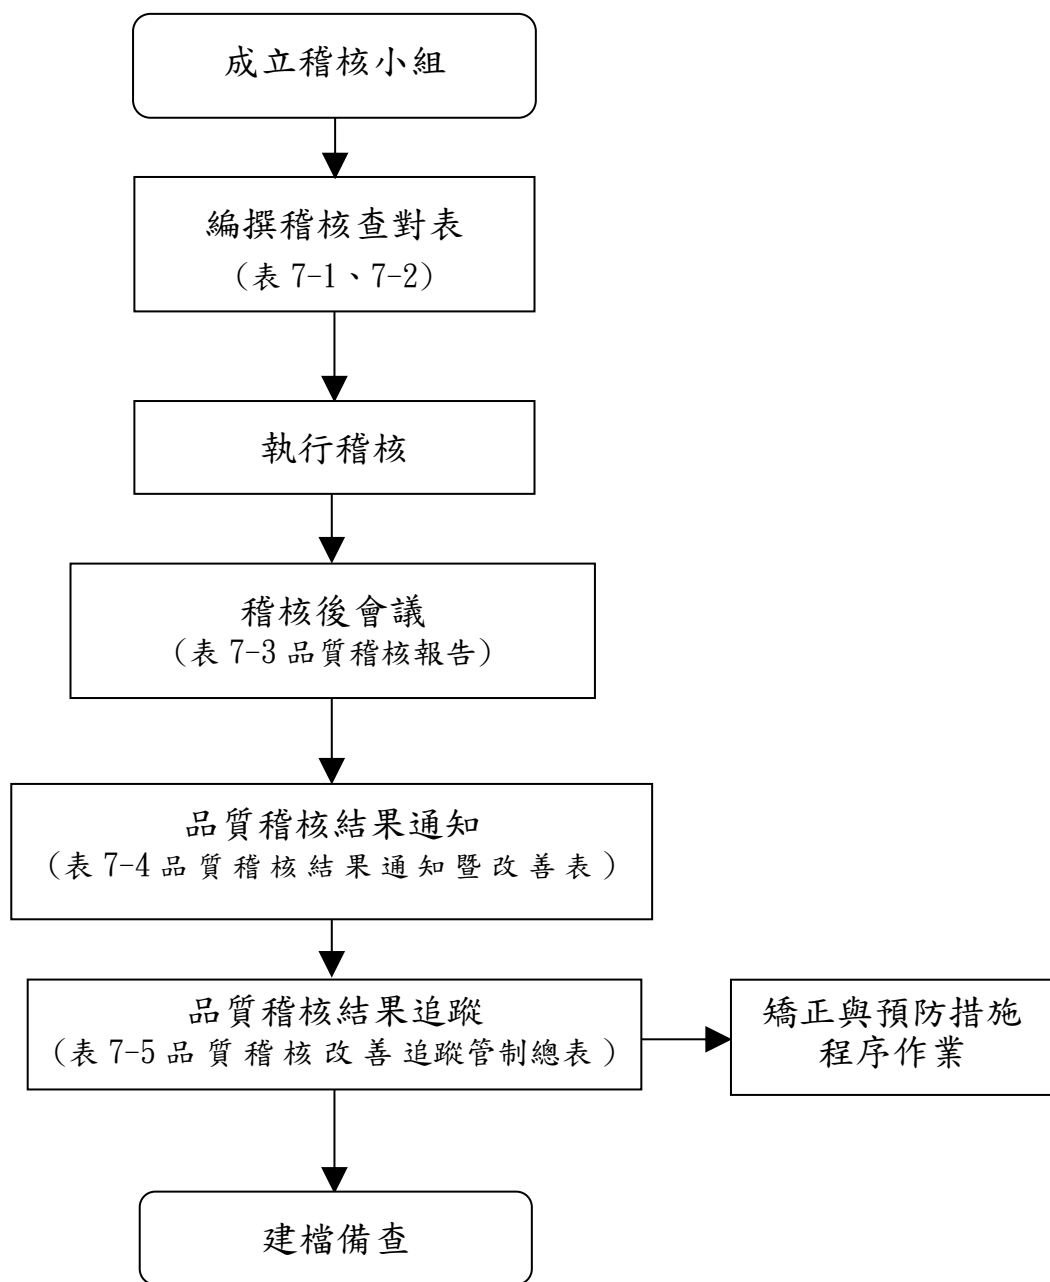 成立稽核小組
編撰稽核查對表
（表 7-1、7-2）
執行稽核
稽核後會議
（表 7-3 品質稽核報告）
品質稽核結果通知
（表 7-4 品質稽核結果通知暨改善表）
品質稽核結果追蹤
（表 7-5 品質稽核改善追蹤管制總表）
矯正與預防措施
程序作業
建檔備查